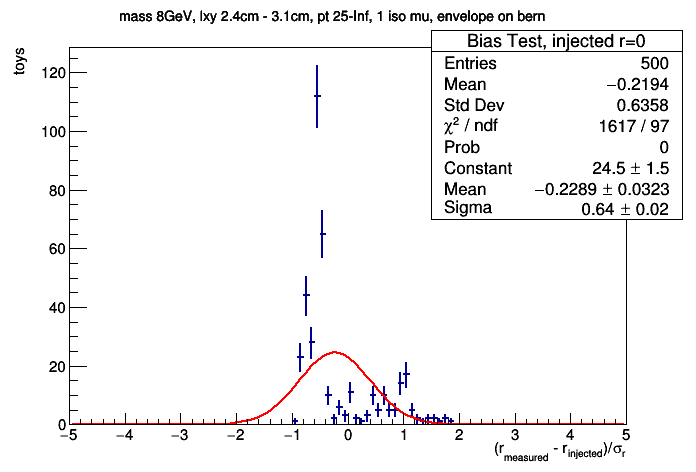 mass 8GeV, lxy 2.4cm - 3.1cm, pt 25-Inf, 1 iso mu, envelope on bern
toys
Bias Test, injected r=0
Entries 500
Mean −0.2194
Std Dev 0.6358
χ² / ndf 1617 / 97
Prob 0
Constant 24.5 ± 1.5
Mean −0.2289 ± 0.0323
Sigma 0.64 ± 0.02
120
100
80
60
40
20
0
−5 −4 −3 −2 −1 0 1 2 3 4 5
(r_measured - r_injected)/σ_r